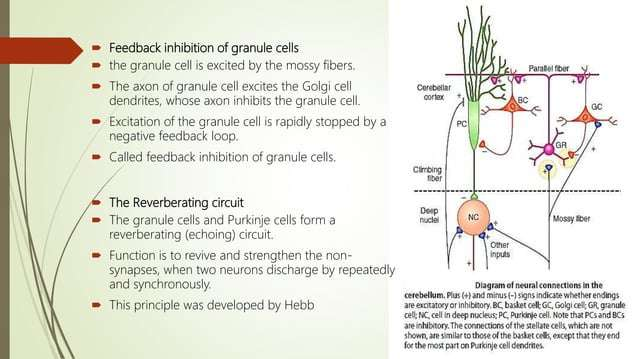 Feedback inhibition of granule cells
the granule cell is excited by the mossy fibers.
The axon of granule cell excites the Golgi cell
dendrites, whose axon inhibits the granule cell.
Excitation of the granule cell is rapidly stopped by a
negative feedback loop.
Called feedback inhibition of granule cells.
The Reverberating circuit
The granule cells and Purkinje cells form a
reverberating (echoing) circuit.
Function is to revive and strengthen the non-
synapses, when two neurons discharge by repeatedly
and synchronously.
This principle was developed by Hebb
Parallel fiber
Cerebellar
cortex
BC
GC
PC
GR
Climbing
fiber
Deep
nuclei
NC
Mossy fiber
Other
inputs
Diagram of neural connections in the
cerebellum. Plus (+) and minus (–) signs indicate whether endings
are excitatory or inhibitory. BC, basket cell; GC, Golgi cell; GR, granule
cell; NC, cell in deep nucleus; PC, Purkinje cell. Note that PCs and BCs
are inhibitory. The connections of the stellate cells, which are not
shown, are similar to those of the basket cells, except that they end
for the most part on Purkinje cell dendrites.